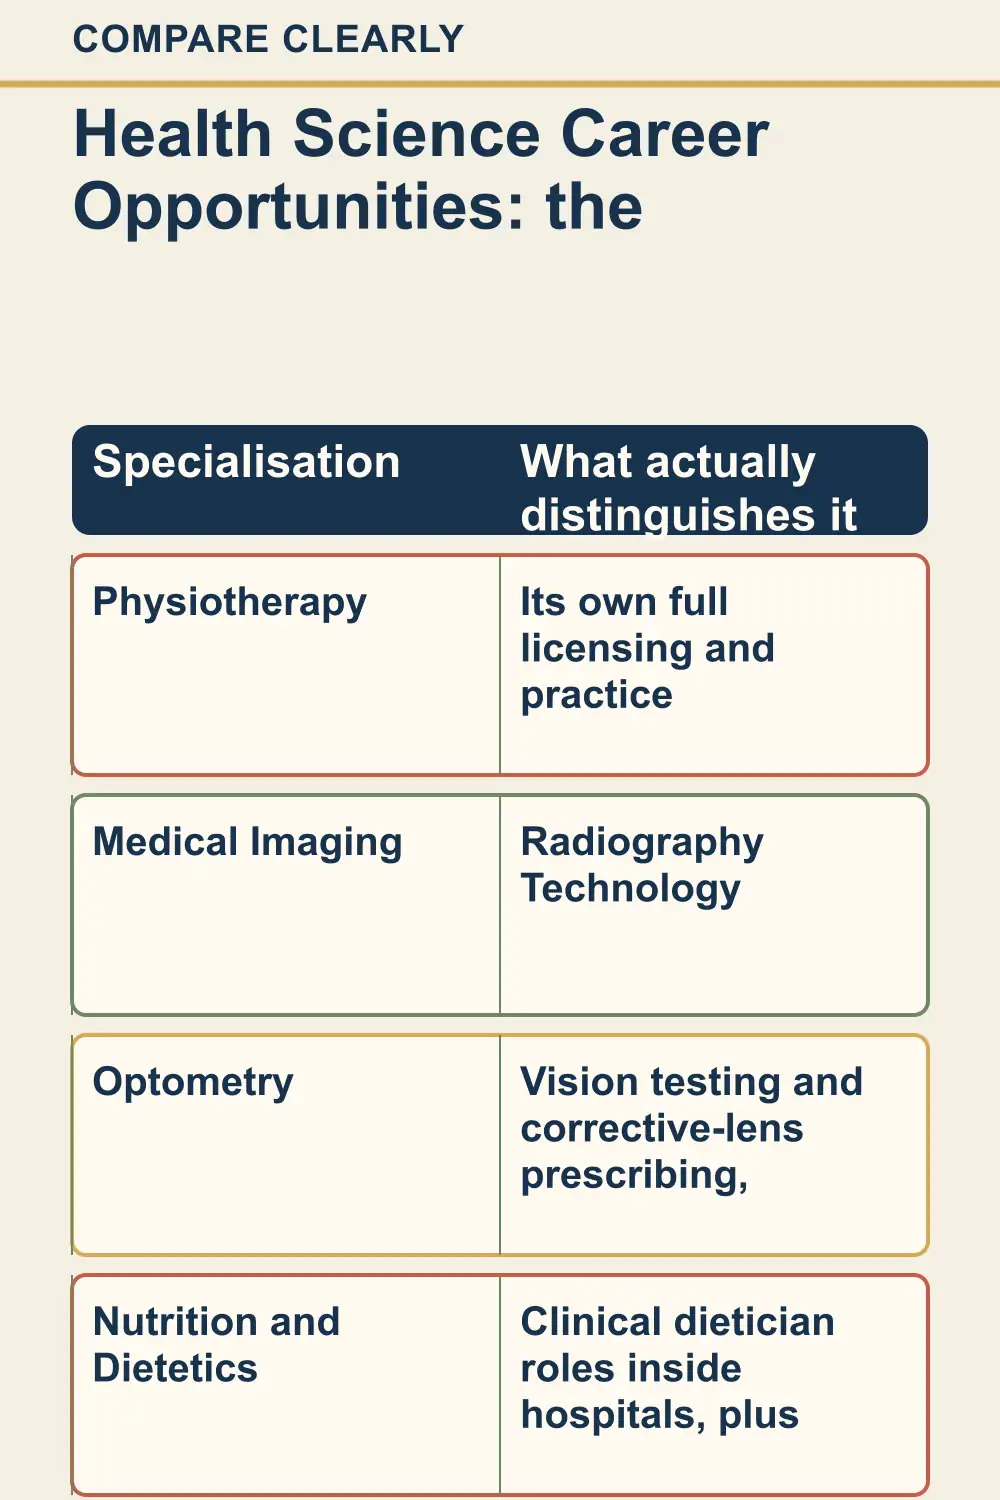 COMPARE CLEARLY
Health Science Career
Opportunities: the
Specialisation
What actually
distinguishes it
Physiotherapy
Its own full
licensing and
practice
Medical Imaging
Radiography
Technology
Optometry
Vision testing and
corrective-lens
prescribing,
Nutrition and
Dietetics
Clinical dietician
roles inside
hospitals, plus